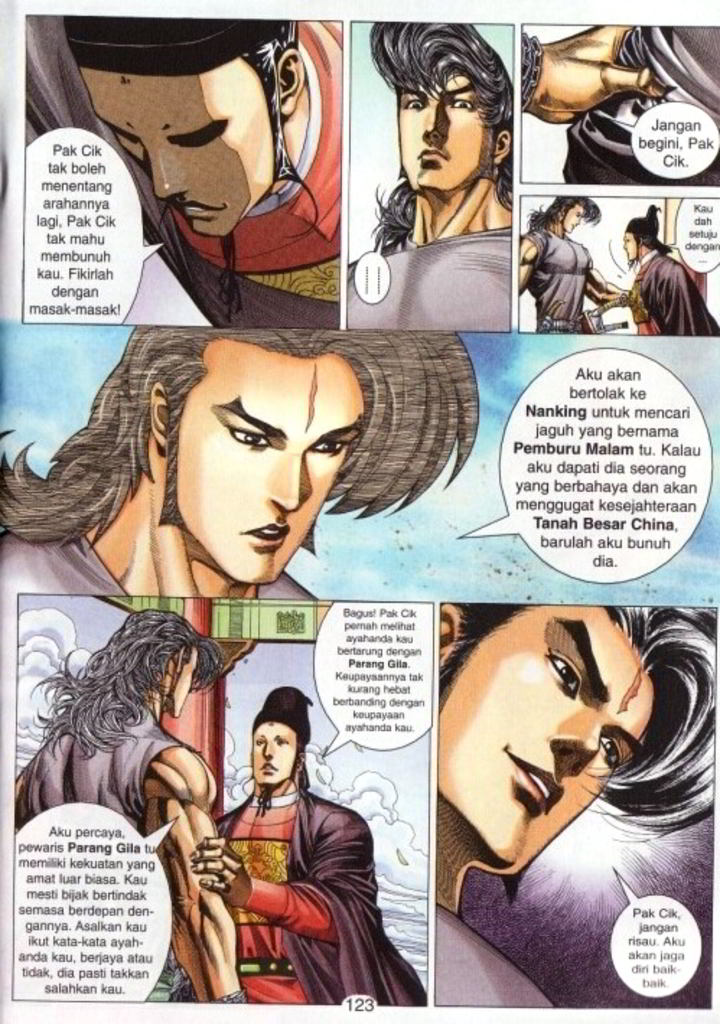 Pak Cik
tak boleh
menentang
arahannya
lagi, Pak Cik
tak mahu
membunuh
kau. Fikirlah
dengan
masak-masak!
Jangan
begini, Pak
Cik.
Kau
dah
setuju
dengan
...
Aku akan
bertolak ke
Nanking untuk mencari
jaguh yang bernama
Pemburu Malam tu. Kalau
aku dapati dia seorang
yang berbahaya dan akan
menggugat kesejahteraan
Tanah Besar China,
barulah aku bunuh
dia.
Bagus! Pak Cik
pernah melihat
ayahanda kau
bertarung dengan
Parang Gila.
Keupayaannya tak
kurang hebat
berbanding dengan
keupayaan
ayahanda kau.
Aku percaya,
pewaris Parang Gila tu
memiliki kekuatan yang
amat luar biasa. Kau
mesti bijak bertindak
semasa berdepan den-
gannya. Asalkan kau
ikut kata-kata ayah-
anda kau, berjaya atau
tidak, dia pasti takkan
salahkan kau.
Pak Cik,
jangan
risau. Aku
akan jaga
diri baik-
baik.
123